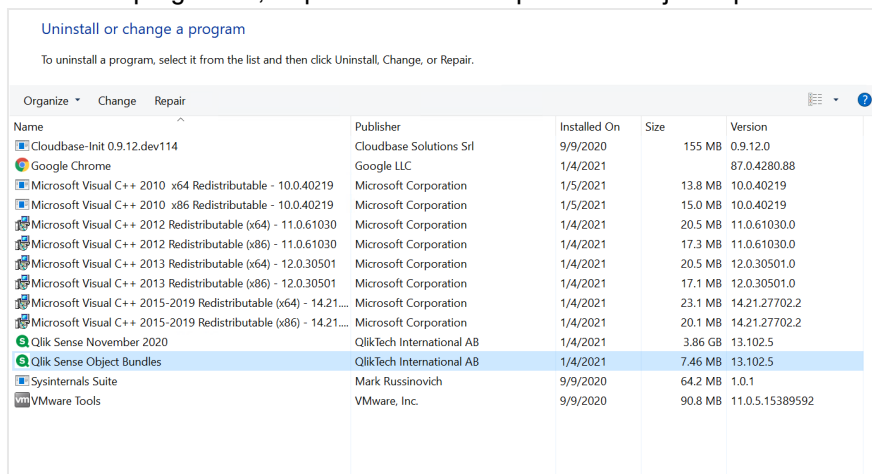 Uninstall or change a program
To uninstall a program, select it from the list and then click Uninstall, Change, or Repair.
Organize Change Repair
Name Publisher Installed On Size Version
Cloudbase-Init 0.9.12.dev114 Cloudbase Solutions Srl 9/9/2020 155 MB 0.9.12.0
Google Chrome Google LLC 1/4/2021 87.0.4280.88
Microsoft Visual C++ 2010 x64 Redistributable - 10.0.40219 Microsoft Corporation 1/5/2021 13.8 MB 10.0.40219
Microsoft Visual C++ 2010 x86 Redistributable - 10.0.40219 Microsoft Corporation 1/5/2021 15.0 MB 10.0.40219
Microsoft Visual C++ 2012 Redistributable (x64) - 11.0.61030 Microsoft Corporation 1/4/2021 20.5 MB 11.0.61030.0
Microsoft Visual C++ 2012 Redistributable (x86) - 11.0.61030 Microsoft Corporation 1/4/2021 17.3 MB 11.0.61030.0
Microsoft Visual C++ 2013 Redistributable (x64) - 12.0.30501 Microsoft Corporation 1/4/2021 20.5 MB 12.0.30501.0
Microsoft Visual C++ 2013 Redistributable (x86) - 12.0.30501 Microsoft Corporation 1/4/2021 17.1 MB 12.0.30501.0
Microsoft Visual C++ 2015-2019 Redistributable (x64) - 14.21.... Microsoft Corporation 1/4/2021 23.1 MB 14.21.27702.2
Microsoft Visual C++ 2015-2019 Redistributable (x86) - 14.21.... Microsoft Corporation 1/4/2021 20.1 MB 14.21.27702.2
Qlik Sense November 2020 QlikTech International AB 1/4/2021 3.86 GB 13.102.5
Qlik Sense Object Bundles QlikTech International AB 1/4/2021 7.46 MB 13.102.5
Sysinternals Suite Mark Russinovich 9/9/2020 64.2 MB 1.0.1
vm VMware Tools VMware, Inc. 9/9/2020 90.8 MB 11.0.5.15389592